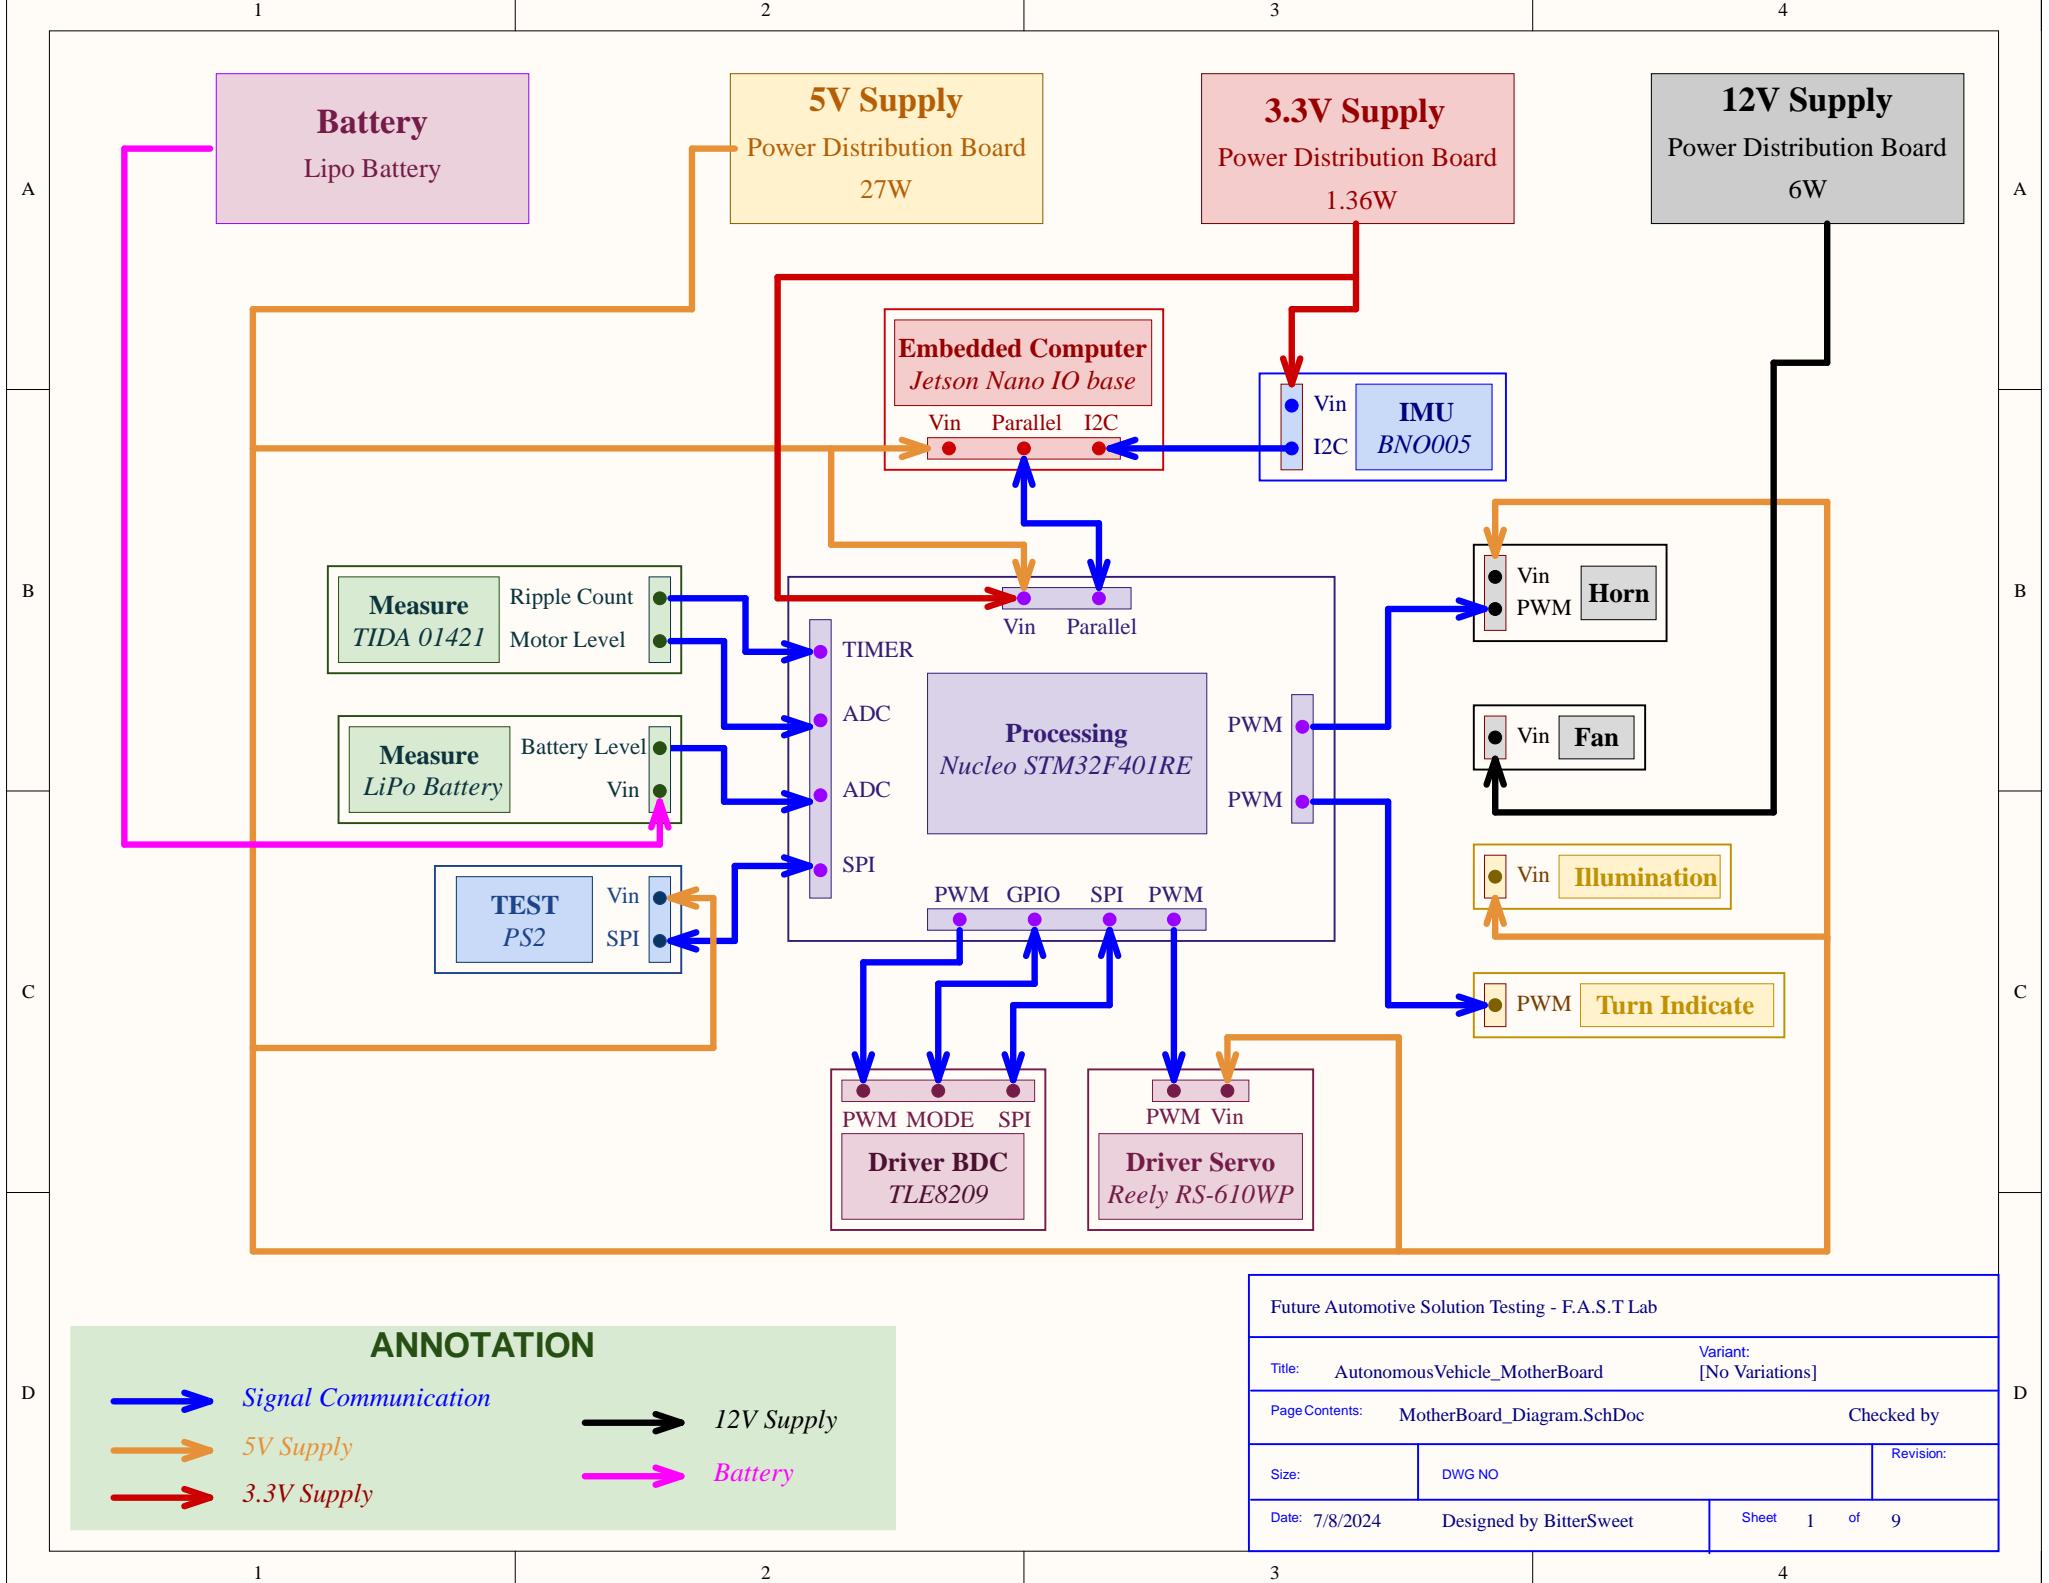 1 2 3 4
Battery
Lipo Battery
5V Supply
Power Distribution Board
27W
3.3V Supply
Power Distribution Board
1.36W
12V Supply
Power Distribution Board
6W
A A
Embedded Computer
Jetson Nano IO base
Vin Parallel I2C
Vin
I2C
IMU
BNO005
B B
Measure
TIDA 01421
Ripple Count
Motor Level
Vin Parallel
TIMER
ADC
ADC
SPI
Processing
Nucleo STM32F401RE
PWM
PWM
PWM GPIO SPI PWM
Measure
LiPo Battery
Battery Level
Vin
TEST
PS2
Vin
SPI
Vin
PWM
Horn
Vin Fan
Vin Illumination
PWM Turn Indicate
C C
PWM MODE SPI
Driver BDC
TLE8209
PWM Vin
Driver Servo
Reely RS-610WP
D D
ANNOTATION
Signal Communication
5V Supply
3.3V Supply
12V Supply
Battery
Future Automotive Solution Testing - F.A.S.T Lab
Title: AutonomousVehicle_MotherBoard
Variant:
[No Variations]
Page Contents: MotherBoard_Diagram.SchDoc Checked by
Size: DWG NO Revision:
Date: 7/8/2024 Designed by BitterSweet Sheet 1 of 9
1 2 3 4